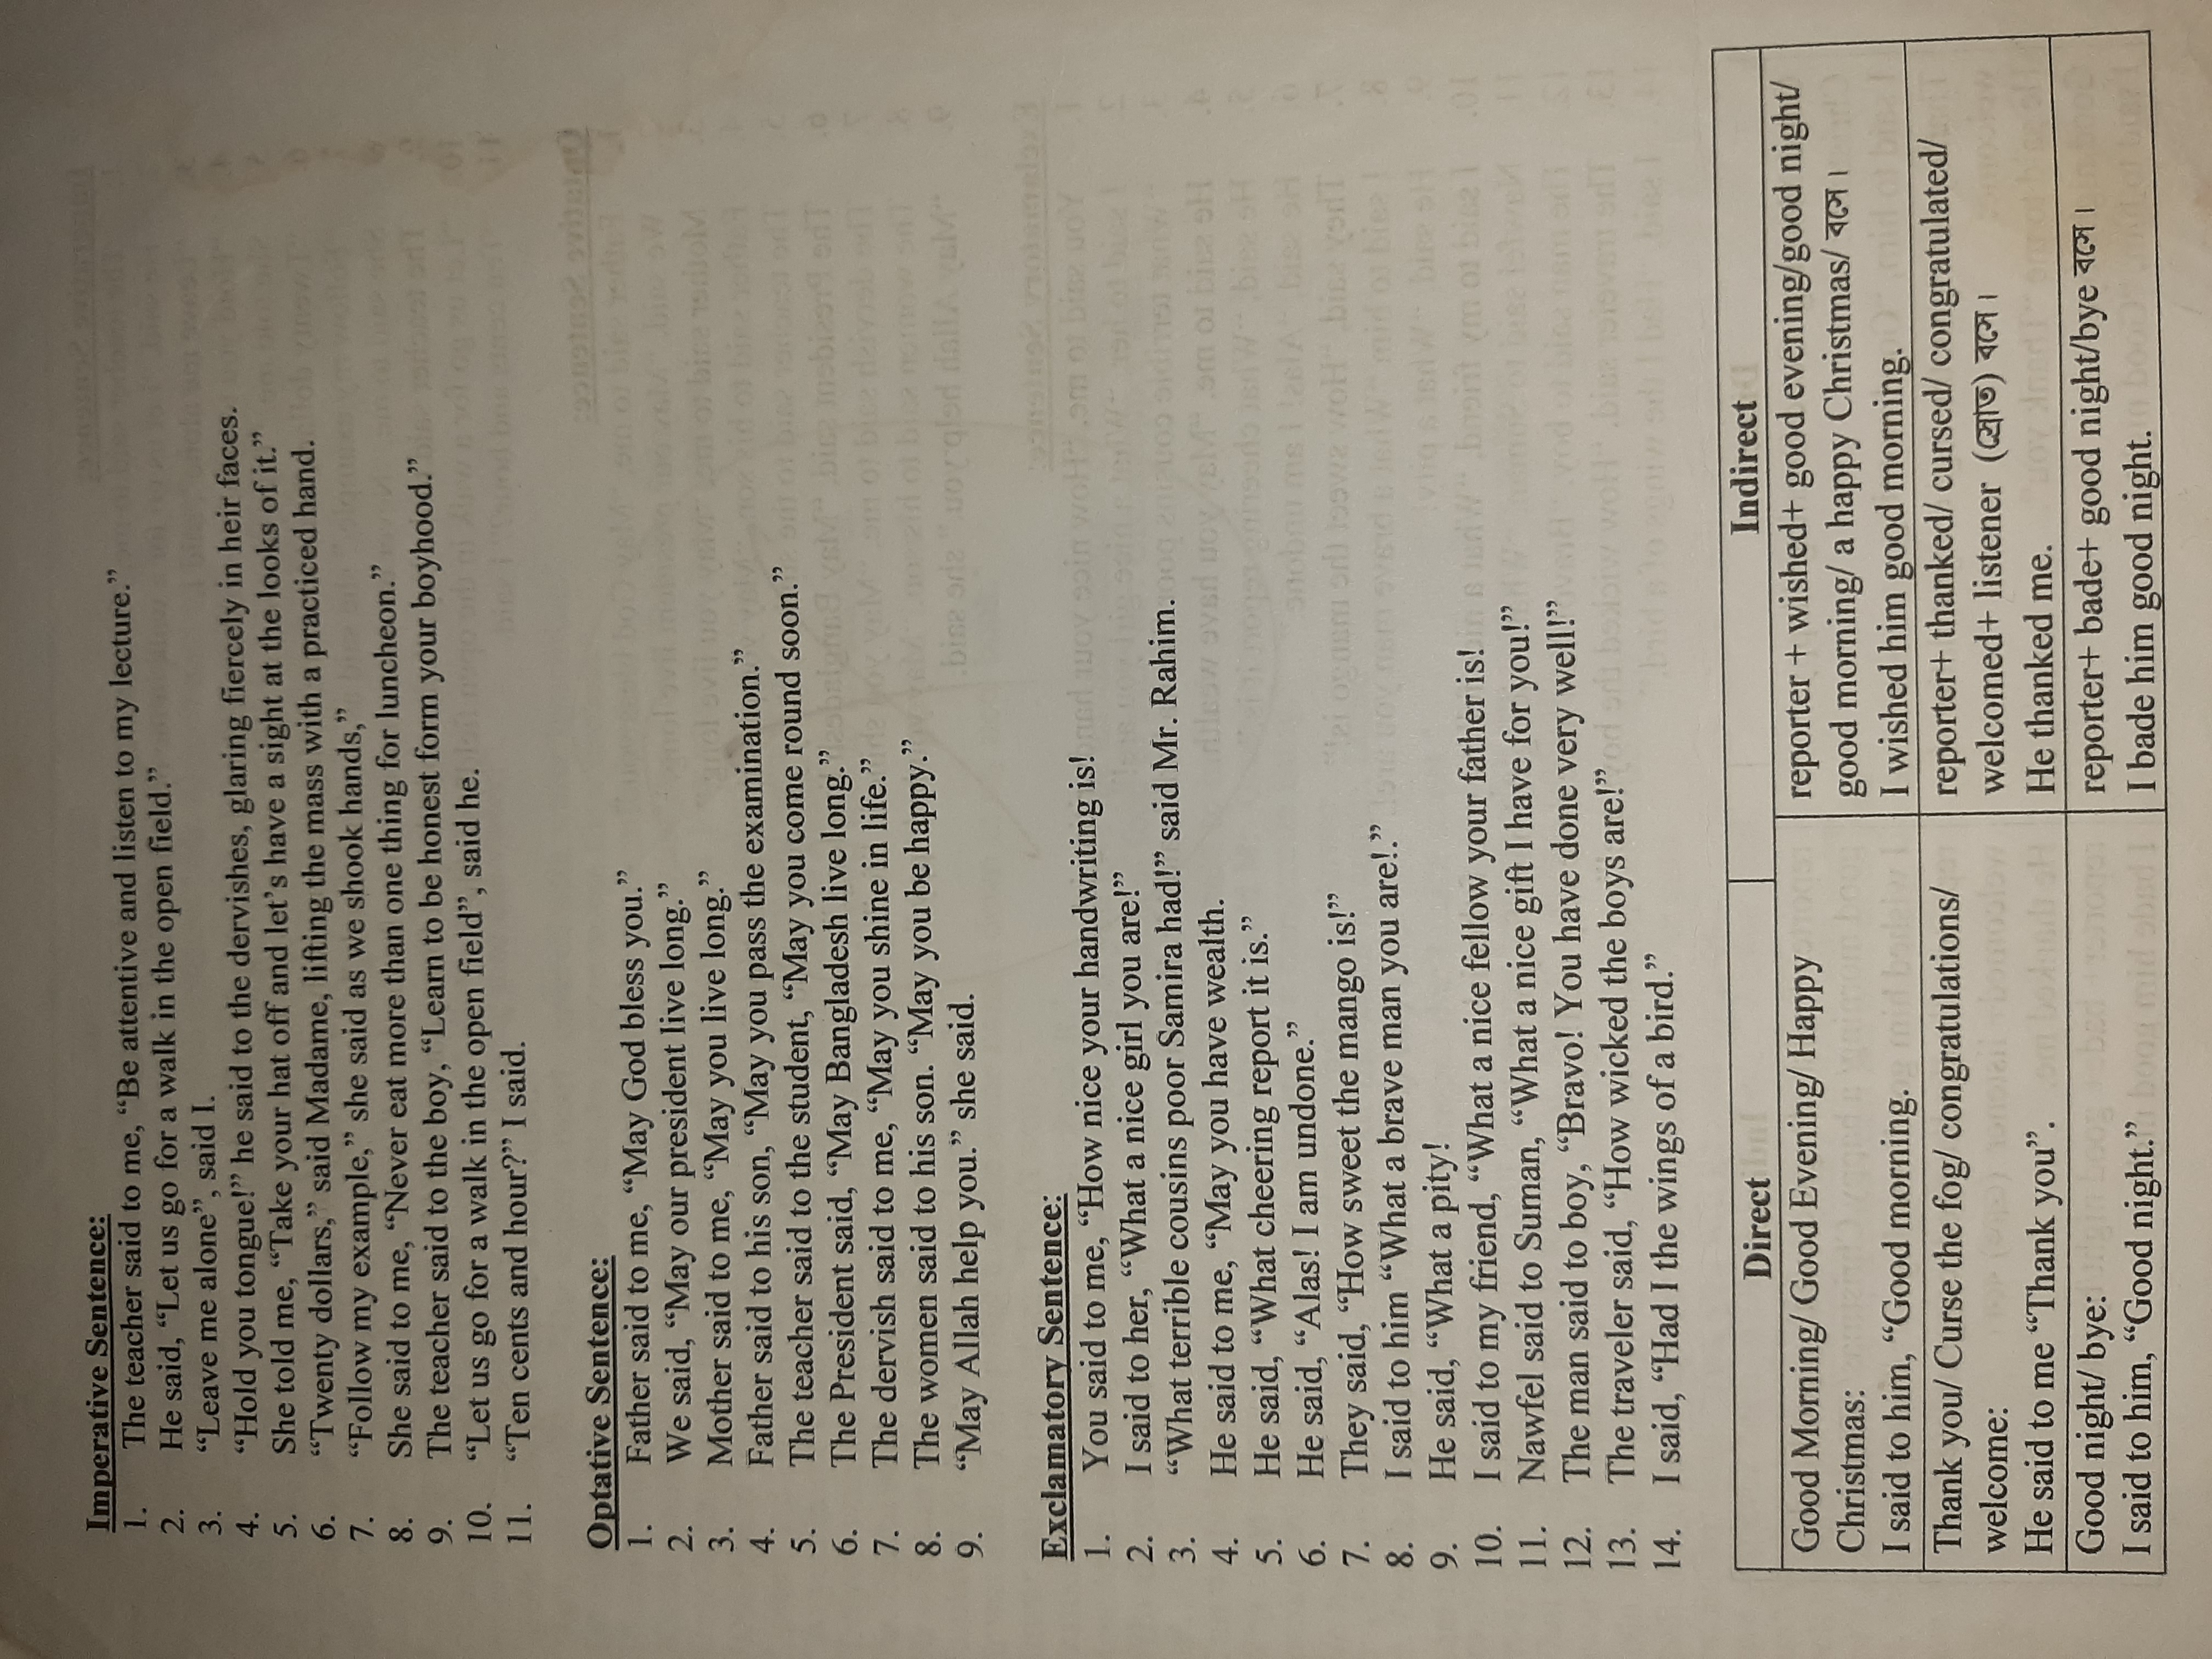 Imperative Sentence:
1. The teacher said to me, “Be attentive and listen to my lecture.”
2. He said, “Let us go for a walk in the open field.”
3. “Leave me alone”, said I.
4. “Hold you tongue!” he said to the dervishes, glaring fiercely in heir faces.
5. She told me, “Take your hat off and let’s have a sight at the looks of it.”
6. “Twenty dollars,” said Madame, lifting the mass with a practiced hand.
7. “Follow my example,” she said as we shook hands,”
8. She said to me, “Never eat more than one thing for luncheon.”
9. The teacher said to the boy, “Learn to be honest form your boyhood.”
10. “Let us go for a walk in the open field”, said he.
11. “Ten cents and hour?” I said.
Optative Sentence:
1. Father said to me, “May God bless you.”
2. We said, “May our president live long.”
3. Mother said to me, “May you live long.”
4. Father said to his son, “May you pass the examination.”
5. The teacher said to the student, “May you come round soon.”
6. The President said, “May Bangladesh live long.”
7. The dervish said to me, “May you shine in life.”
8. The women said to his son. “May you be happy.”
9. “May Allah help you.” she said.
Exclamatory Sentence:
1. You said to me, “How nice your handwriting is!
2. I said to her, “What a nice girl you are!”
3. “What terrible cousins poor Samira had!” said Mr. Rahim.
4. He said to me, “May you have wealth.
5. He said, “What cheering report it is.”
6. He said, “Alas! I am undone.”
7. They said, “How sweet the mango is!”
8. I said to him “What a brave man you are!.”
9. He said, “What a pity!
10. I said to my friend, “What a nice fellow your father is!
11. Nawfel said to Suman, “What a nice gift I have for you!”
12. The man said to boy, “Bravo! You have done very well!”
13. The traveler said, “How wicked the boys are!”
14. I said, “Had I the wings of a bird.”
Direct
Indirect
Good Morning/ Good Evening/ Happy
Christmas:
I said to him, “Good morning.
reporter + wished+ good evening/good night/
good morning/ a happy Christmas/ বসে।
I wished him good morning.
Thank you/ Curse the fog/ congratulations/
welcome:
He said to me “Thank you”.
reporter+ thanked/ cursed/ congratulated/
welcomed+ listener (স্রোত) বসে।
He thanked me.
Good night/ bye:
I said to him, “Good night.”
reporter+ bade+ good night/bye বসে।
I bade him good night.